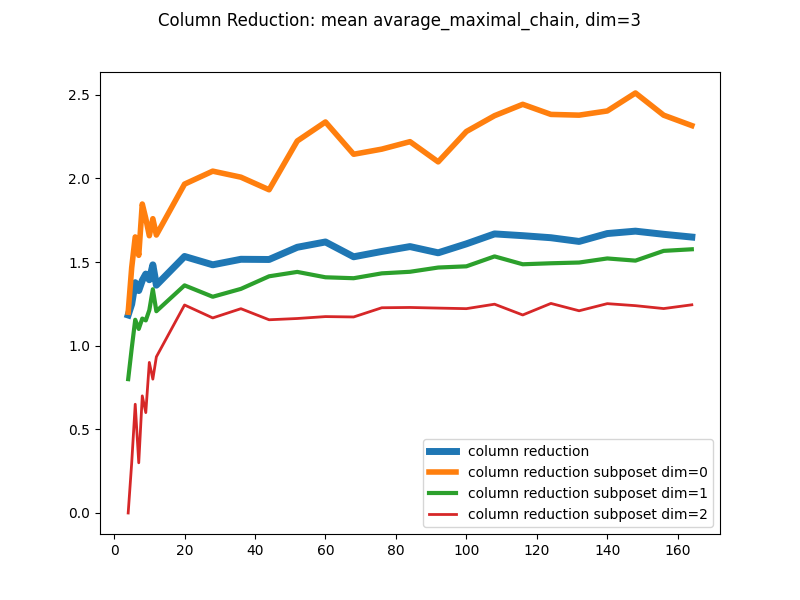 Column Reduction: mean avarage_maximal_chain, dim=3
2.5
2.0
1.5
1.0
0.5
0.0
column reduction
column reduction subposet dim=0
column reduction subposet dim=1
column reduction subposet dim=2
0 20 40 60 80 100 120 140 160